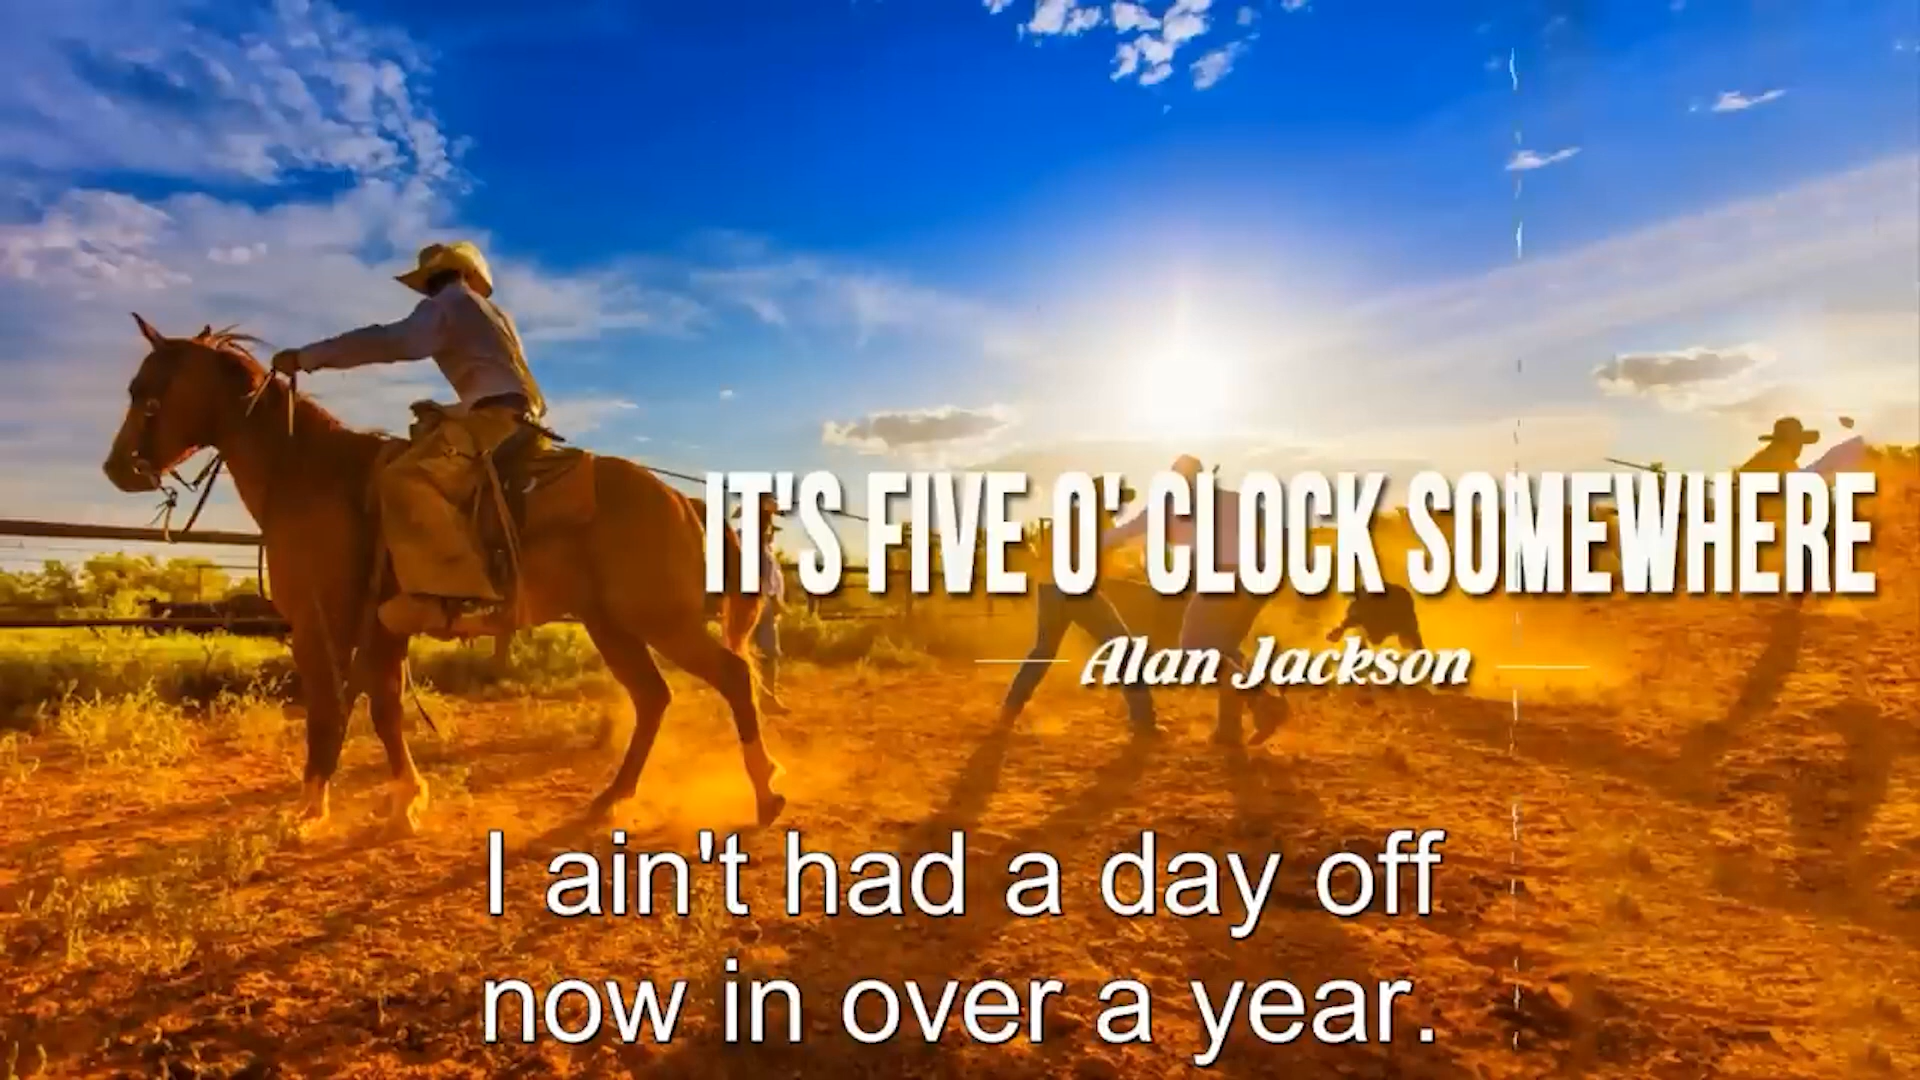 IT'S FIVE O' CLOCK SOMEWHERE
Alan Jackson
I ain't had a day off
now in over a year.